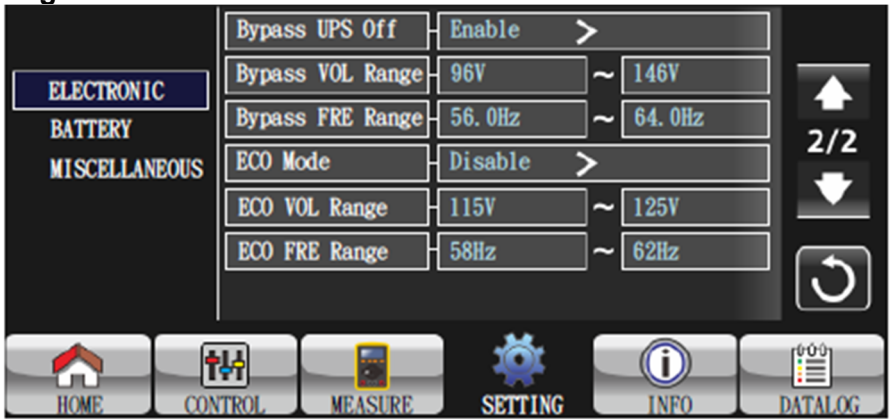 Bypass UPS Off Enable >
ELECTRONIC
BATTERY
MISCELLANEOUS
Bypass VOL Range 96V ~ 146V
Bypass FRE Range 56.0Hz ~ 64.0Hz
ECO Mode Disable >
ECO VOL Range 115V ~ 125V
ECO FRE Range 58Hz ~ 62Hz
2/2
HOME CONTROL MEASURE SETTING INFO DATALOG